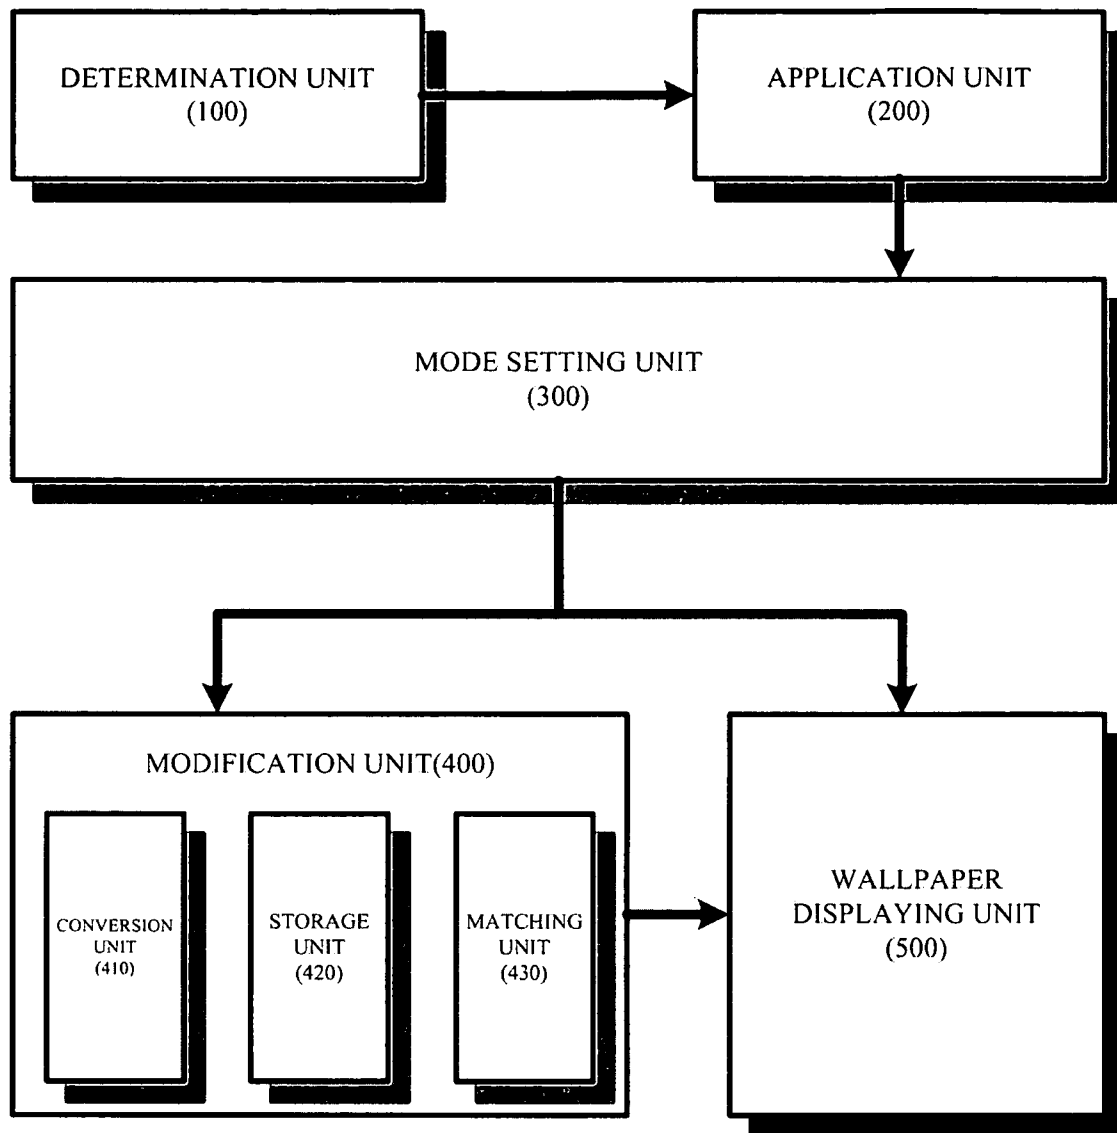 DETERMINATION UNIT
(100)
APPLICATION UNIT
(200)
MODE SETTING UNIT
(300)
MODIFICATION UNIT(400)
CONVERSION
UNIT
(410)
STORAGE
UNIT
(420)
MATCHING
UNIT
(430)
WALLPAPER
DISPLAYING UNIT
(500)